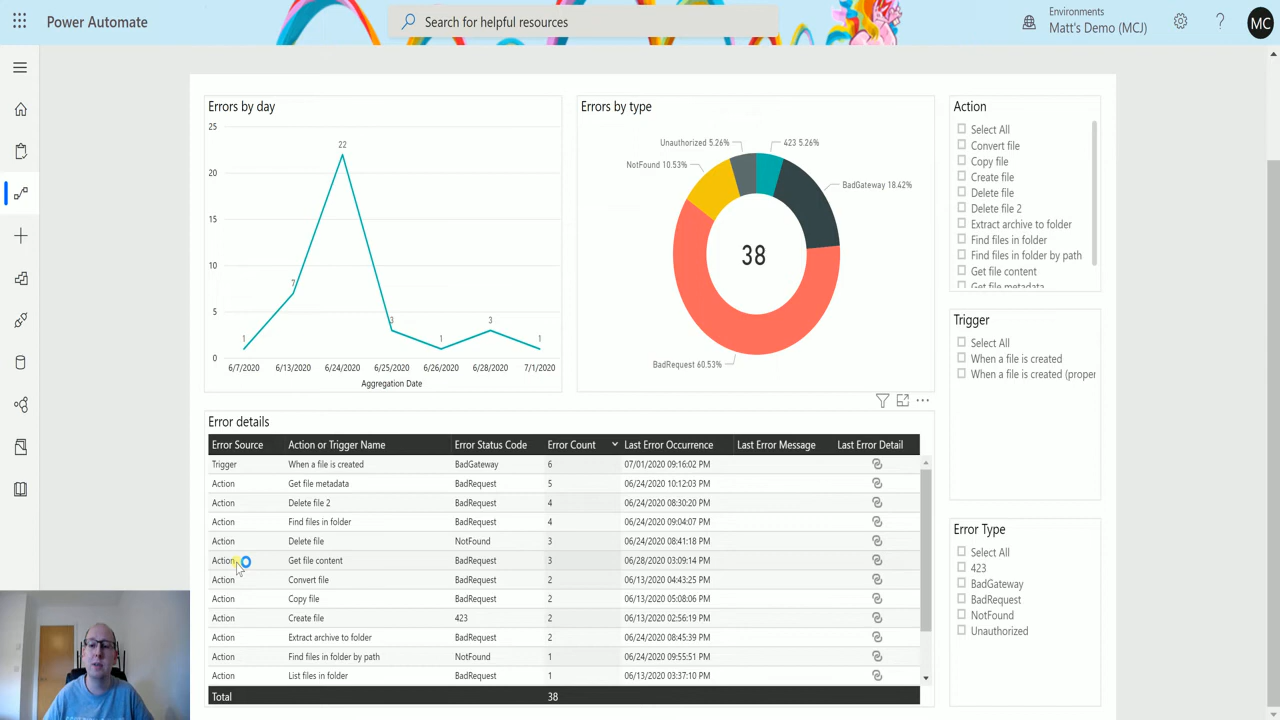 Power Automate
Search for helpful resources
Environments
Matt's Demo (MCJ)
?
MC
Errors by day
25
20
15
10
5
0
1
7
22
3
1
3
1
6/7/2020
6/13/2020
6/24/2020
6/25/2020
6/26/2020
6/28/2020
7/1/2020
Aggregation Date
Errors by type
Unauthorized 5.26%
423 5.26%
NotFound 10.53%
BadGateway 18.42%
38
BadRequest 60.53%
Action
Select All
Convert file
Copy file
Create file
Delete file
Delete file 2
Extract archive to folder
Find files in folder
Find files in folder by path
Get file content
Get file metadata
Trigger
Select All
When a file is created
When a file is created (proper
Error details
Error Source Action or Trigger Name Error Status Code Error Count Last Error Occurrence Last Error Message Last Error Detail
Trigger When a file is created BadGateway 6 07/01/2020 09:16:02 PM
Action Get file metadata BadRequest 5 06/24/2020 10:12:03 PM
Action Delete file 2 BadRequest 4 06/24/2020 08:30:20 PM
Action Find files in folder BadRequest 4 06/24/2020 09:04:07 PM
Action Delete file NotFound 3 06/24/2020 08:41:18 PM
Action Get file content BadRequest 3 06/28/2020 03:09:14 PM
Action Convert file BadRequest 2 06/13/2020 04:43:25 PM
Action Copy file BadRequest 2 06/13/2020 05:08:06 PM
Action Create file 423 2 06/13/2020 02:56:19 PM
Action Extract archive to folder BadRequest 2 06/24/2020 08:45:39 PM
Action Find files in folder by path NotFound 1 06/24/2020 09:55:51 PM
Action List files in folder BadRequest 1 06/13/2020 03:37:10 PM
Total 38
Error Type
Select All
423
BadGateway
BadRequest
NotFound
Unauthorized